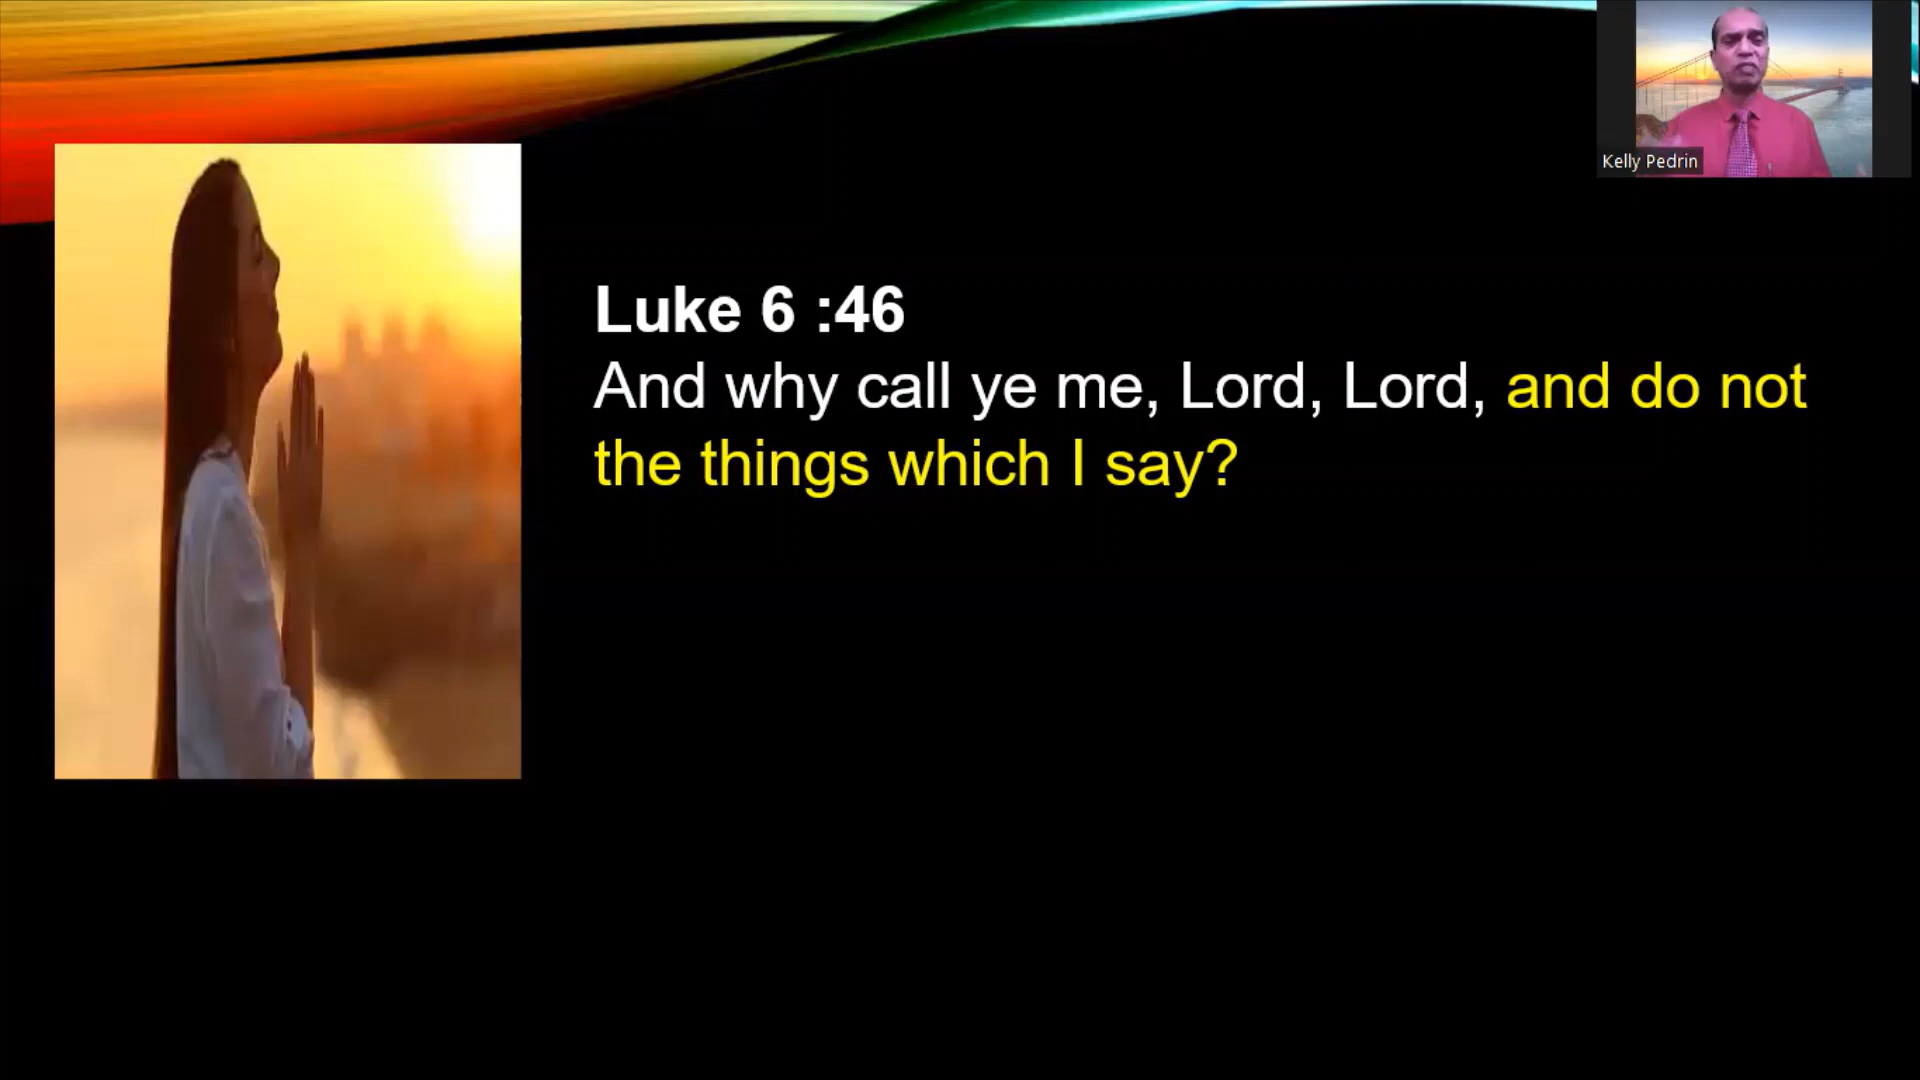 Kelly Pedrin
Luke 6 :46
And why call ye me, Lord, Lord, and do not
the things which I say?